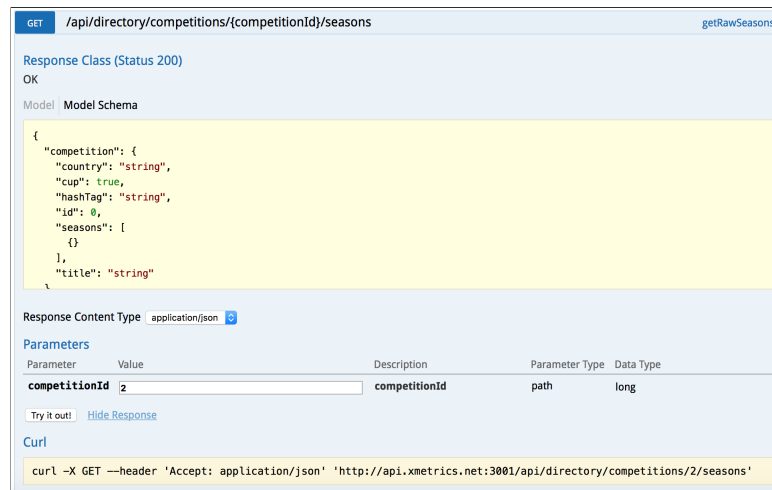 GET /api/directory/competitions/{competitionId}/seasons getRawSeasons
Response Class (Status 200)
OK
Model Model Schema
{
"competition": {
"country": "string",
"cup": true,
"hashTag": "string",
"id": 0,
"seasons": [
{}
],
"title": "string"
}
Response Content Type application/json
Parameters
Parameter Value Description Parameter Type Data Type
competitionId 2 competitionId path long
Try it out! Hide Response
Curl
curl -X GET --header 'Accept: application/json' 'http://api.xmetrics.net:3001/api/directory/competitions/2/seasons'